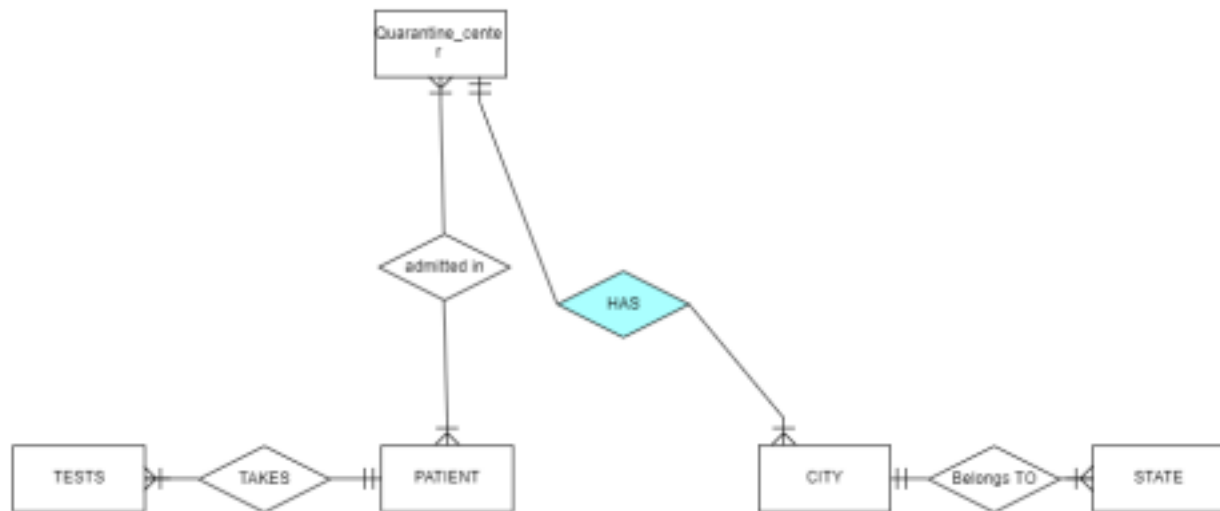 Quarantine_cente
r
admitted in
HAS
TESTS
TAKES
PATIENT
CITY
Belongs TO
STATE